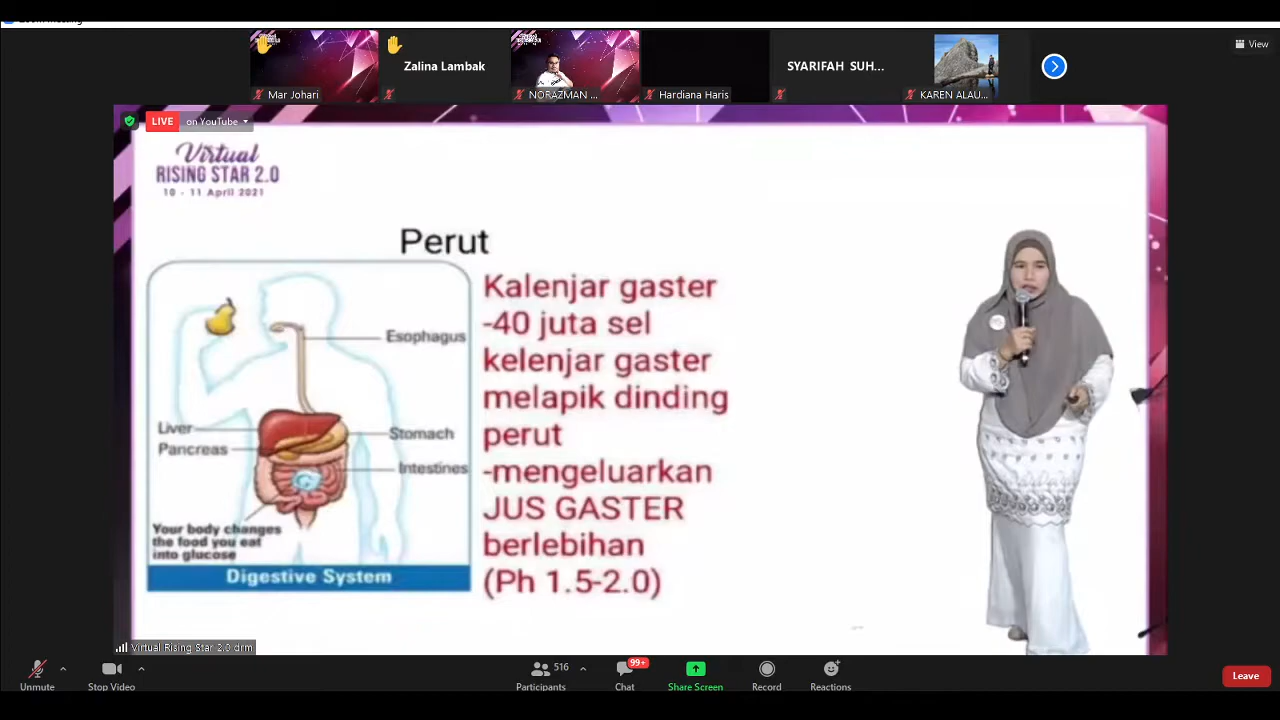 View
Zalina Lambak
SYARIFAH SUH...
Mar Johari
NORAZMAN ...
Hardiana Haris
KAREN ALAU...
LIVE on YouTube
Virtual
RISING STAR 2.0
10 - 11 April 2021
Perut
Kalenjar gaster
-40 juta sel
kelenjar gaster
melapik dinding
perut
-mengeluarkan
JUS GASTER
berlebihan
(Ph 1.5-2.0)
Esophagus
Liver
Stomach
Pancreas
Intestines
Your body changes
the food you eat
into glucose
Digestive System
Virtual Rising Star 2.0 drm
516
99+
Unmute
Stop Video
Participants
Chat
Share Screen
Record
Reactions
Leave